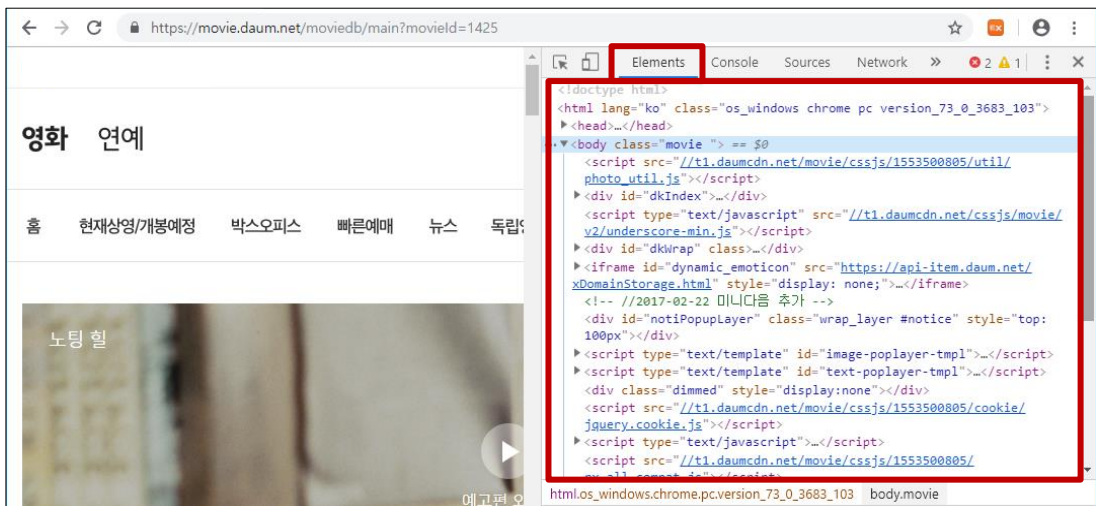 https://movie.daum.net/moviedb/main?movieId=1425
Elements Console Sources Network 2 1
영화 연예
홈 현재상영/개봉예정 박스오피스 빠른예매 뉴스
노팅 힐
예고편
<!doctype html>
<html lang="ko" class="os_windows chrome pc version_73_0_3683_103">
<head>…</head>
<body class="movie "> == $0
<script src="//t1.daumcdn.net/movie/cssjs/1553500805/util/
photo_util.js"></script>
<div id="dkIndex">…</div>
<script type="text/javascript" src="//t1.daumcdn.net/cssjs/movie/
v2/underscore-min.js"></script>
<div id="dkWrap" class>…</div>
<iframe id="dynamic_emoticon" src="https://api-item.daum.net/
xDomainStorage.html" style="display: none;">…</iframe>
<!-- //2017-02-22 미니다음 추가 -->
<div id="notiPopupLayer" class="wrap_layer #notice" style="top:
100px"></div>
<script type="text/template" id="image-poplayer-tmpl">…</script>
<script type="text/template" id="text-poplayer-tmpl">…</script>
<div class="dimmed" style="display:none"></div>
<script src="//t1.daumcdn.net/movie/cssjs/1553500805/cookie/
jquery.cookie.js"></script>
<script type="text/javascript">…</script>
<script src="//t1.daumcdn.net/movie/cssjs/1553500805/
html.os_windows.chrome.pc.version_73_0_3683_103 body.movie